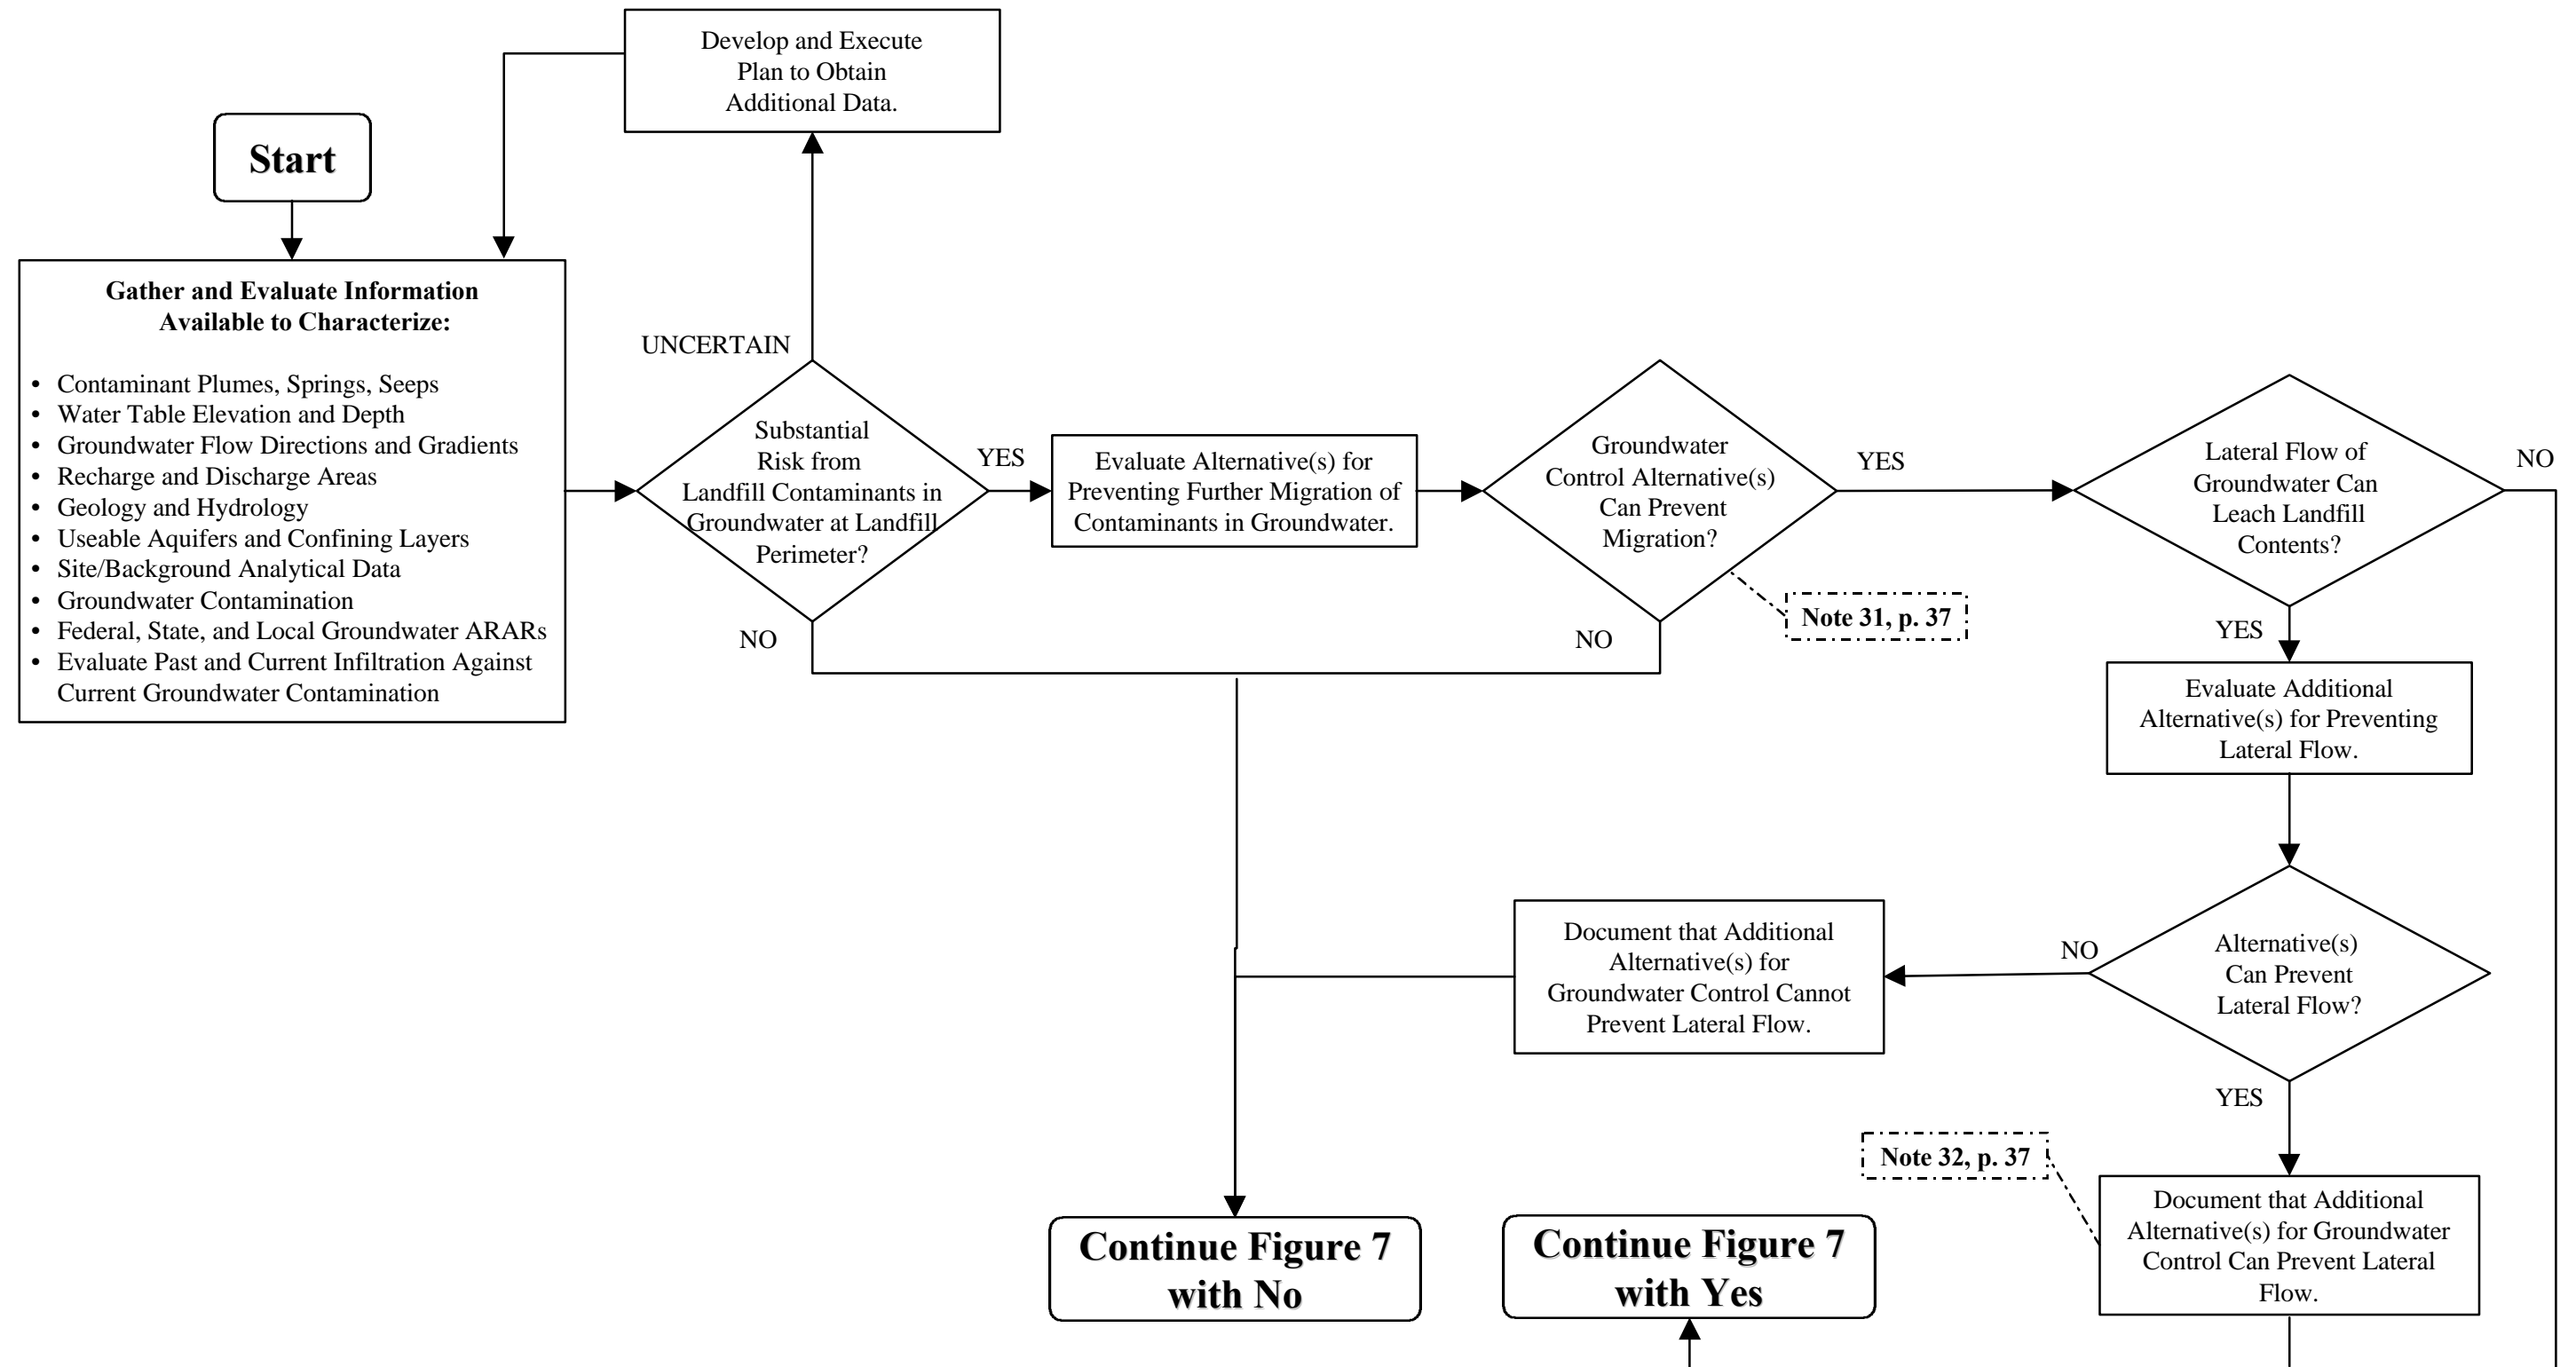 Develop and Execute
Plan to Obtain
Additional Data.
Start
Gather and Evaluate Information
Available to Characterize:
• Contaminant Plumes, Springs, Seeps
• Water Table Elevation and Depth
• Groundwater Flow Directions and Gradients
• Recharge and Discharge Areas
• Geology and Hydrology
• Useable Aquifers and Confining Layers
• Site/Background Analytical Data
• Groundwater Contamination
• Federal, State, and Local Groundwater ARARs
• Evaluate Past and Current Infiltration Against
Current Groundwater Contamination
UNCERTAIN
Substantial
Risk from
Landfill Contaminants in
Groundwater at Landfill
Perimeter?
YES
NO
Evaluate Alternative(s) for
Preventing Further Migration of
Contaminants in Groundwater.
Groundwater
Control Alternative(s)
Can Prevent
Migration?
YES
NO
Note 31, p. 37
Lateral Flow of
Groundwater Can
Leach Landfill
Contents?
NO
YES
Evaluate Additional
Alternative(s) for Preventing
Lateral Flow.
Alternative(s)
Can Prevent
Lateral Flow?
NO
Document that Additional
Alternative(s) for
Groundwater Control Cannot
Prevent Lateral Flow.
YES
Note 32, p. 37
Document that Additional
Alternative(s) for Groundwater
Control Can Prevent Lateral
Flow.
Continue Figure 7
with No
Continue Figure 7
with Yes